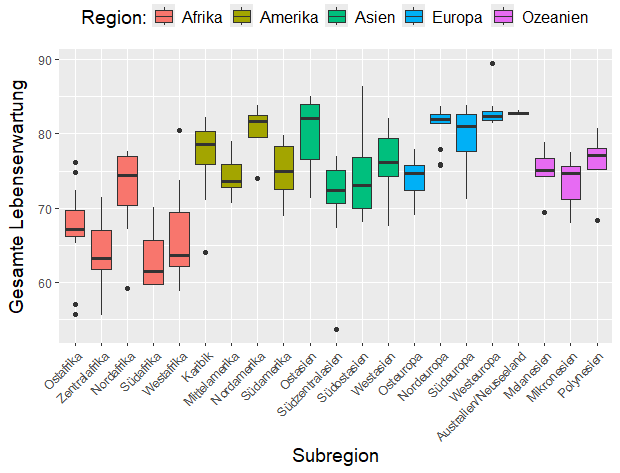 Region: Afrika Amerika Asien Europa Ozeanien
Gesamte Lebenserwartung
90
80
70
60
Ostafrika
Zentralafrika
Nordafrika
Südafrika
Westafrika
Karibik
Mittelamerika
Nordamerika
Südamerika
Ostasien
Südzentralasien
Südostasien
Westasien
Osteuropa
Nordeuropa
Südeuropa
Westeuropa
Australien/Neuseeland
Melanesien
Mikronesien
Polynesien
Subregion